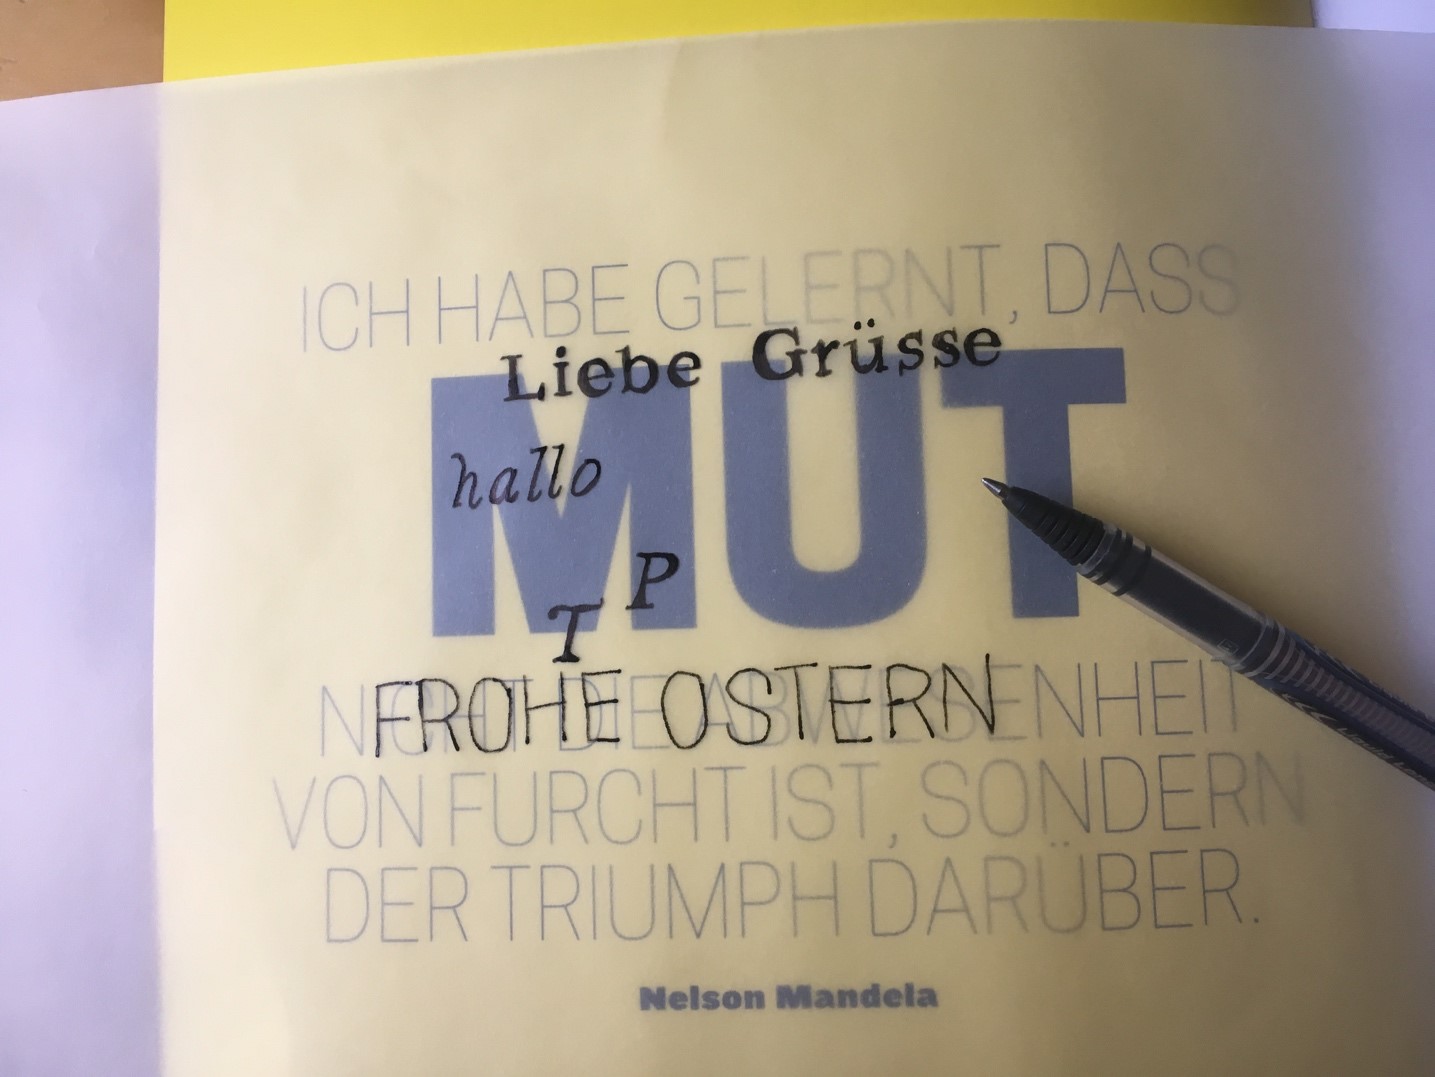 ICH HABE GELERNT, DASS
Liebe Grüsse
MUT
hallo
P
T
FROHE OSTERN
NICHT DIE ABWESENHEIT
VON FURCHT IST, SONDERN
DER TRIUMPH DARÜBER.
Nelson Mandela